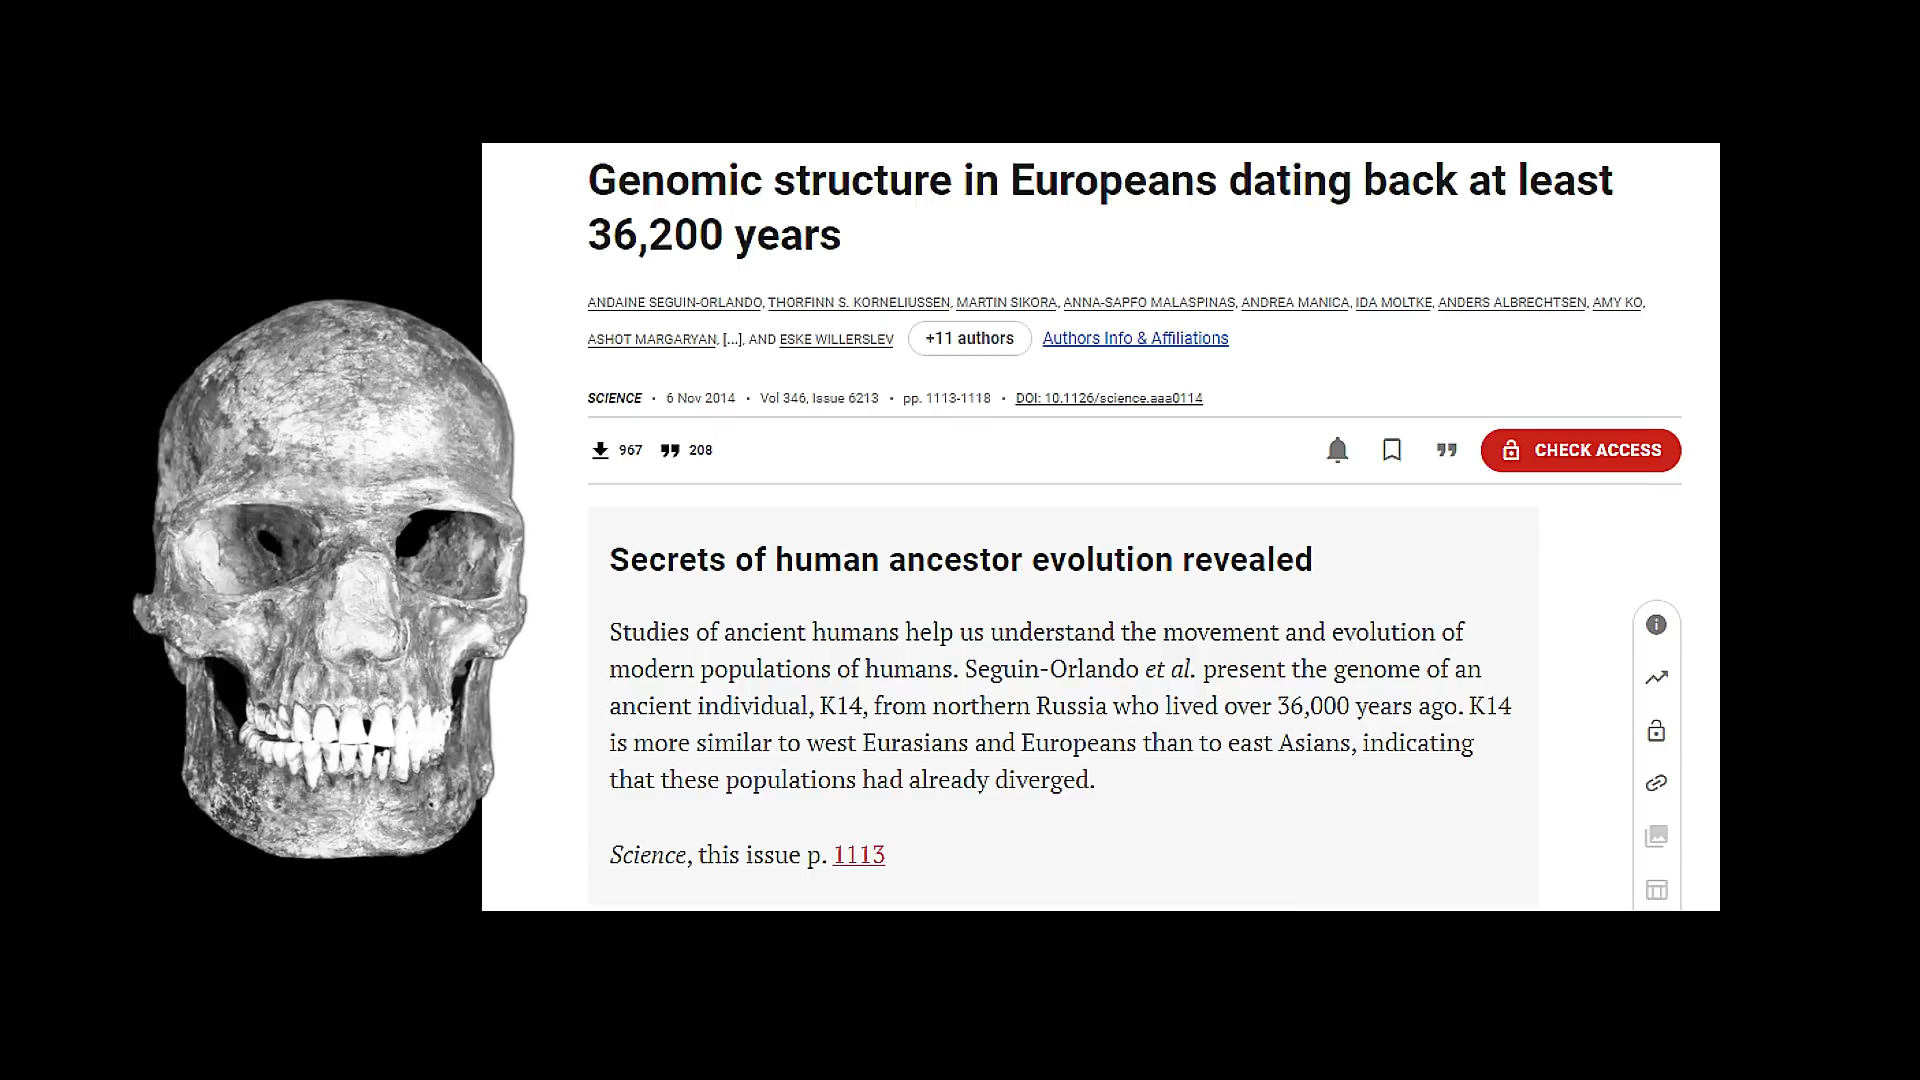 Genomic structure in Europeans dating back at least
36,200 years
ANDAINE SEGUIN-ORLANDO, THORFINN S. KORNELIUSSEN, MARTIN SIKORA, ANNA-SAPFO MALASPINAS, ANDREA MANICA, IDA MOLTKE, ANDERS ALBRECHTSEN, AMY KO,
ASHOT MARGARYAN, [...], AND ESKE WILLERSLEV +11 authors Authors Info & Affiliations
SCIENCE • 6 Nov 2014 • Vol 346, Issue 6213 • pp. 1113-1118 • DOI: 10.1126/science.aaa0114
967 208 CHECK ACCESS
Secrets of human ancestor evolution revealed
Studies of ancient humans help us understand the movement and evolution of
modern populations of humans. Seguin-Orlando et al. present the genome of an
ancient individual, K14, from northern Russia who lived over 36,000 years ago. K14
is more similar to west Eurasians and Europeans than to east Asians, indicating
that these populations had already diverged.
Science, this issue p. 1113